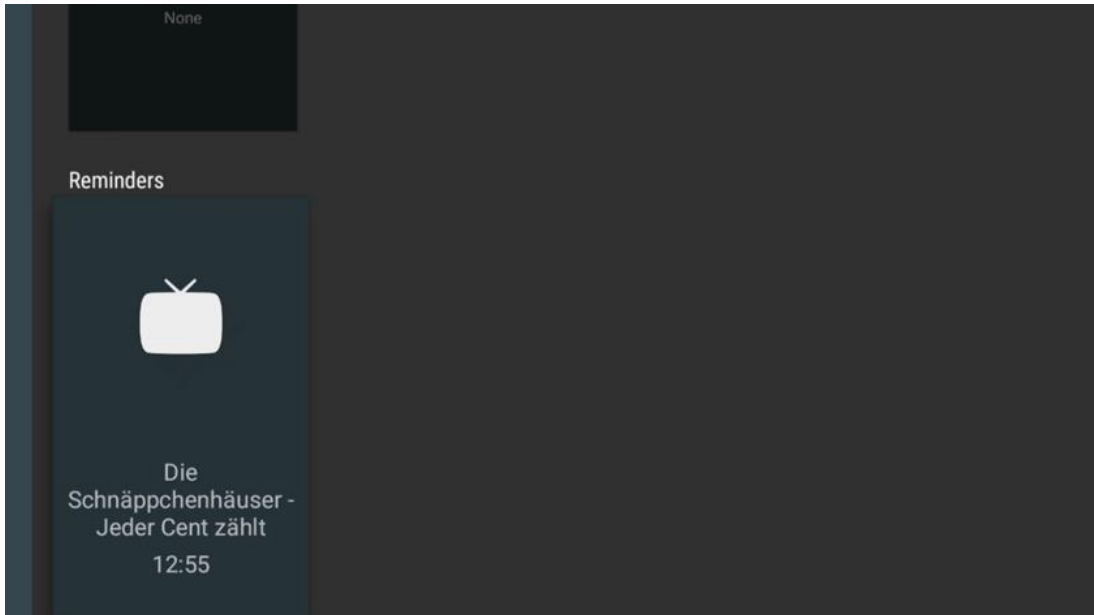 None
Reminders
Die
Schnäppchenhäuser -
Jeder Cent zählt
12:55